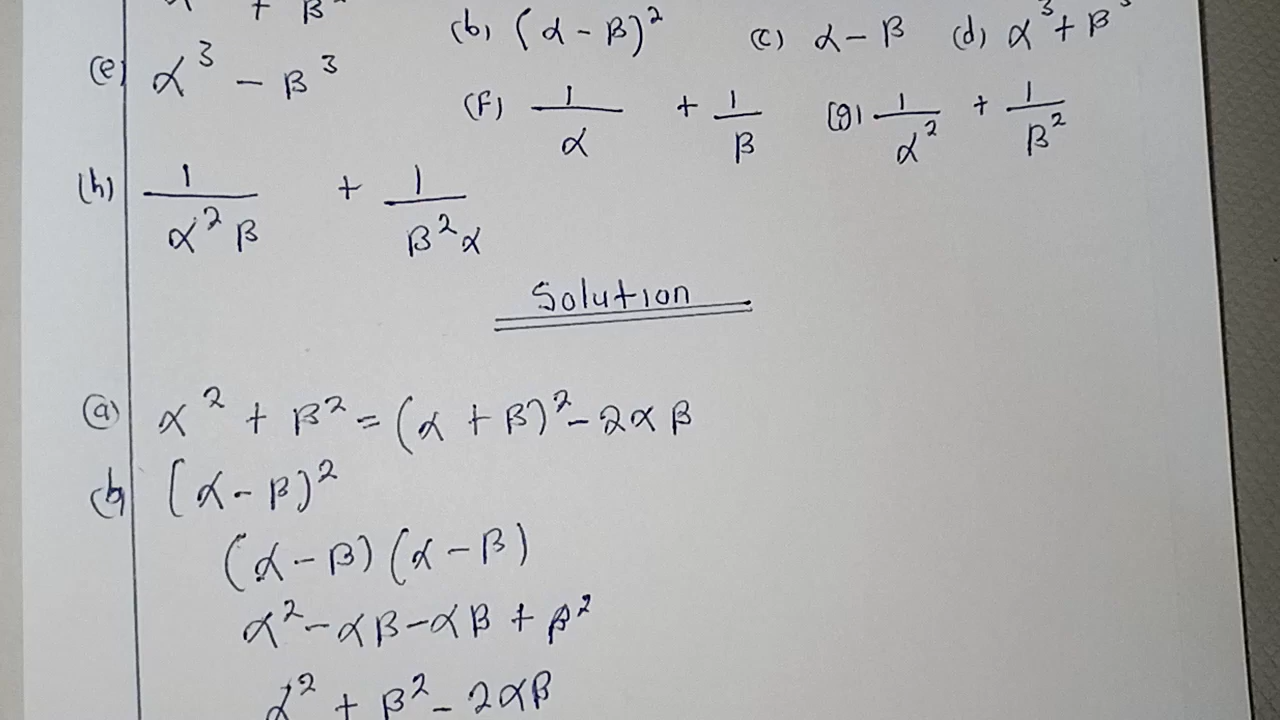 α + β²
(b) (α - β)² (c) α - β (d) α³ + β³
(e) α³ - β³
(f) 1/α + 1/β (g) 1/α² + 1/β²
(h) 1/α²β + 1/β²α
Solution
(a) α² + β² = (α + β)² - 2αβ
(b) (α - β)²
(α - β)(α - β)
α² - αβ - αβ + β²
α² + β² - 2αβ